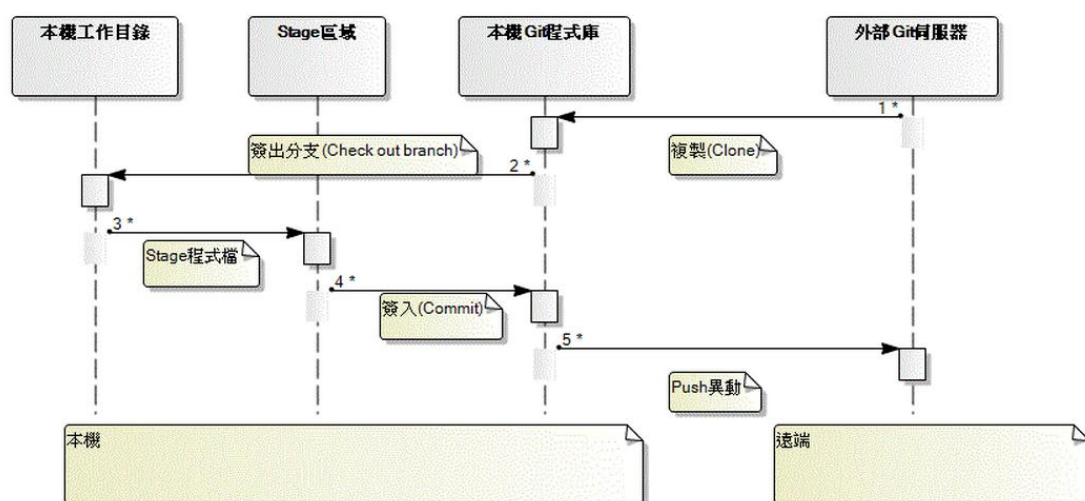 本機工作目錄
Stage區域
本機Git程式庫
外部Git伺服器
1 *
簽出分支(Check out branch)
複製(Clone)
2 *
3 *
Stage程式檔
4 *
簽入(Commit)
5 *
Push異動
本機
遠端